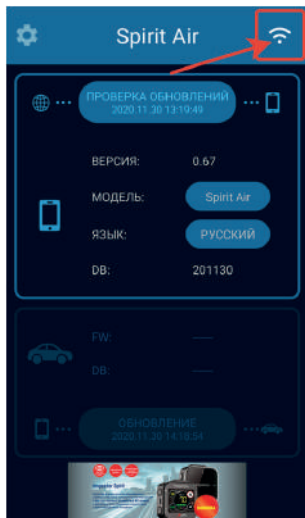 Spirit Air
ПРОВЕРКА ОБНОВЛЕНИЙ
2020.11.30 13:19:49
ВЕРСИЯ: 0.67
МОДЕЛЬ: Spirit Air
ЯЗЫК: РУССКИЙ
DB: 201130
FW: ——
DB: ——
ОБНОВЛЕНИЕ
2020.11.30 14:18:54